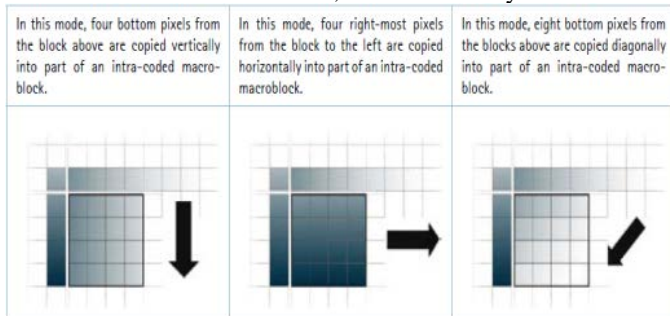 In this mode, four bottom pixels from
the block above are copied vertically
into part of an intra-coded macro-
block.
In this mode, four right-most pixels
from the block to the left are copied
horizontally into part of an intra-coded
macroblock.
In this mode, eight bottom pixels from
the blocks above are copied diagonally
into part of an intra-coded macro-
block.